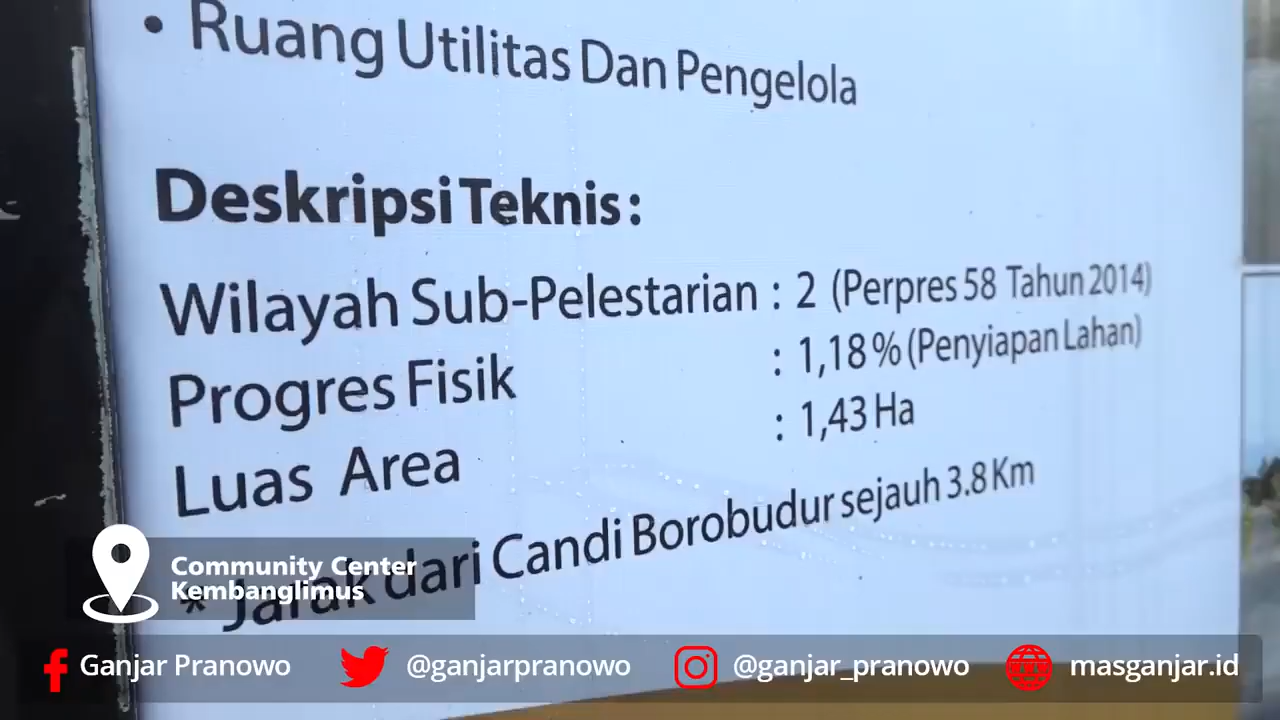 • Ruang Utilitas Dan Pengelola
Deskripsi Teknis :
Wilayah Sub-Pelestarian : 2 (Perpres 58 Tahun 2014)
Progres Fisik : 1,18 % (Penyiapan Lahan)
Luas Area : 1,43 Ha
* Jarak dari Candi Borobudur sejauh 3.8 Km
Community Center
Kembanglimus
Ganjar Pranowo @ganjarpranowo @ganjar_pranowo www masganjar.id